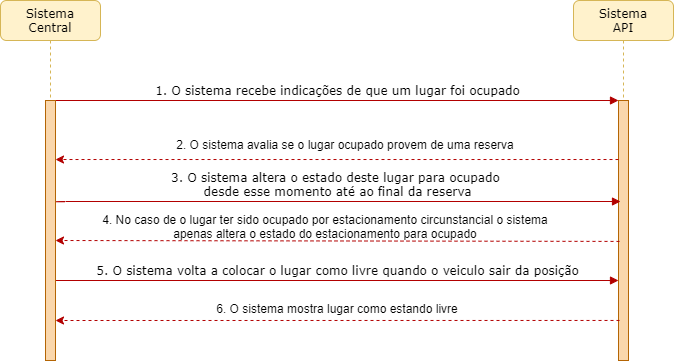 Sistema
Central
Sistema
API
1. O sistema recebe indicações de que um lugar foi ocupado
2. O sistema avalia se o lugar ocupado provem de uma reserva
3. O sistema altera o estado deste lugar para ocupado
desde esse momento até ao final da reserva
4. No caso de o lugar ter sido ocupado por estacionamento circunstancial o sistema
apenas altera o estado do estacionamento para ocupado
5. O sistema volta a colocar o lugar como livre quando o veiculo sair da posição
6. O sistema mostra lugar como estando livre